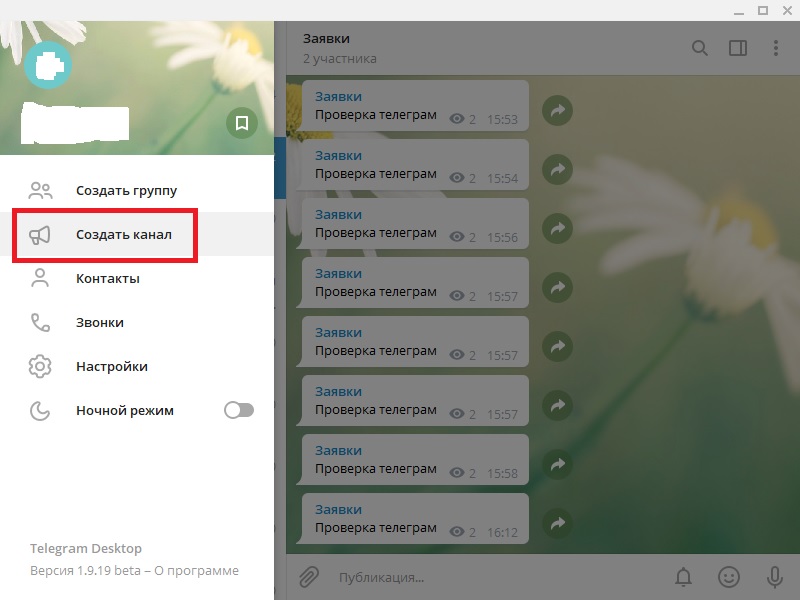 Создать группу
Создать канал
Контакты
Звонки
Настройки
Ночной режим
Telegram Desktop
Версия 1.9.19 beta – О программе
Заявки
2 участника
Заявки
Проверка телеграм 2 15:53
Заявки
Проверка телеграм 2 15:54
Заявки
Проверка телеграм 2 15:56
Заявки
Проверка телеграм 2 15:57
Заявки
Проверка телеграм 2 15:57
Заявки
Проверка телеграм 2 15:57
Заявки
Проверка телеграм 2 15:58
Заявки
Проверка телеграм 2 16:12
Публикация...